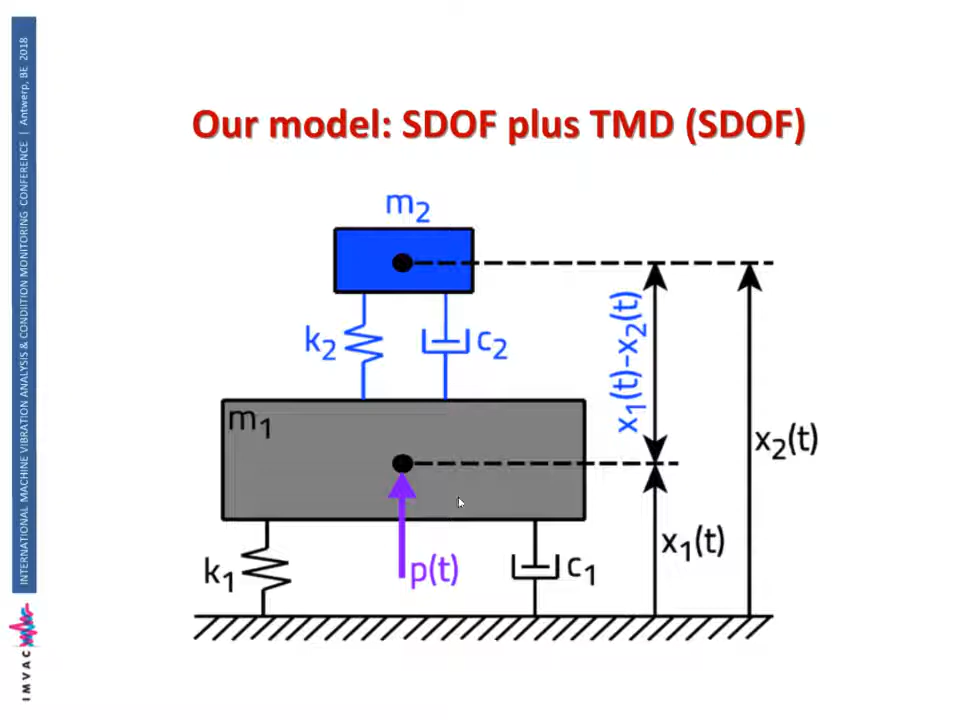 Our model: SDOF plus TMD (SDOF)
m₂
k₂
c₂
x₁(t)-x₂(t)
m₁
x₂(t)
x₁(t)
k₁
p(t)
c₁
INTERNATIONAL MACHINE VIBRATION ANALYSIS & CONDITION MONITORING CONFERENCE | Antwerp, BE 2018
IMVAC